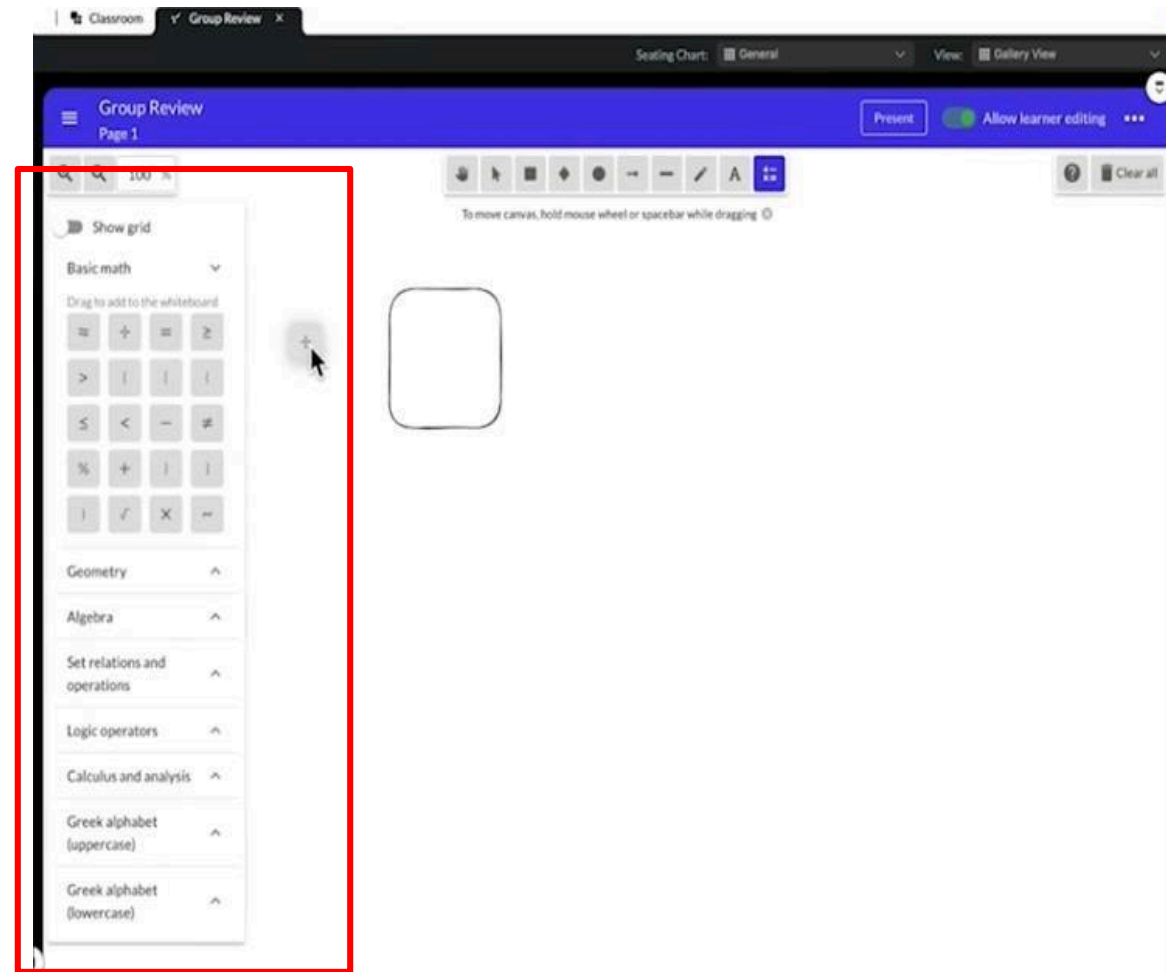 Classroom
Group Review X
Seating Chart: General View: Gallery View
Group Review
Page 1
Present Allow learner editing •••
100 %
A
Clear all
To move canvas, hold mouse wheel or spacebar while dragging
Show grid
Basic math
Drag to add to the whiteboard
≈ ÷ = ≥
÷
>
≤ < − ≠
% +
√ × ~
Geometry
Algebra
Set relations and
operations
Logic operators
Calculus and analysis
Greek alphabet
(uppercase)
Greek alphabet
(lowercase)